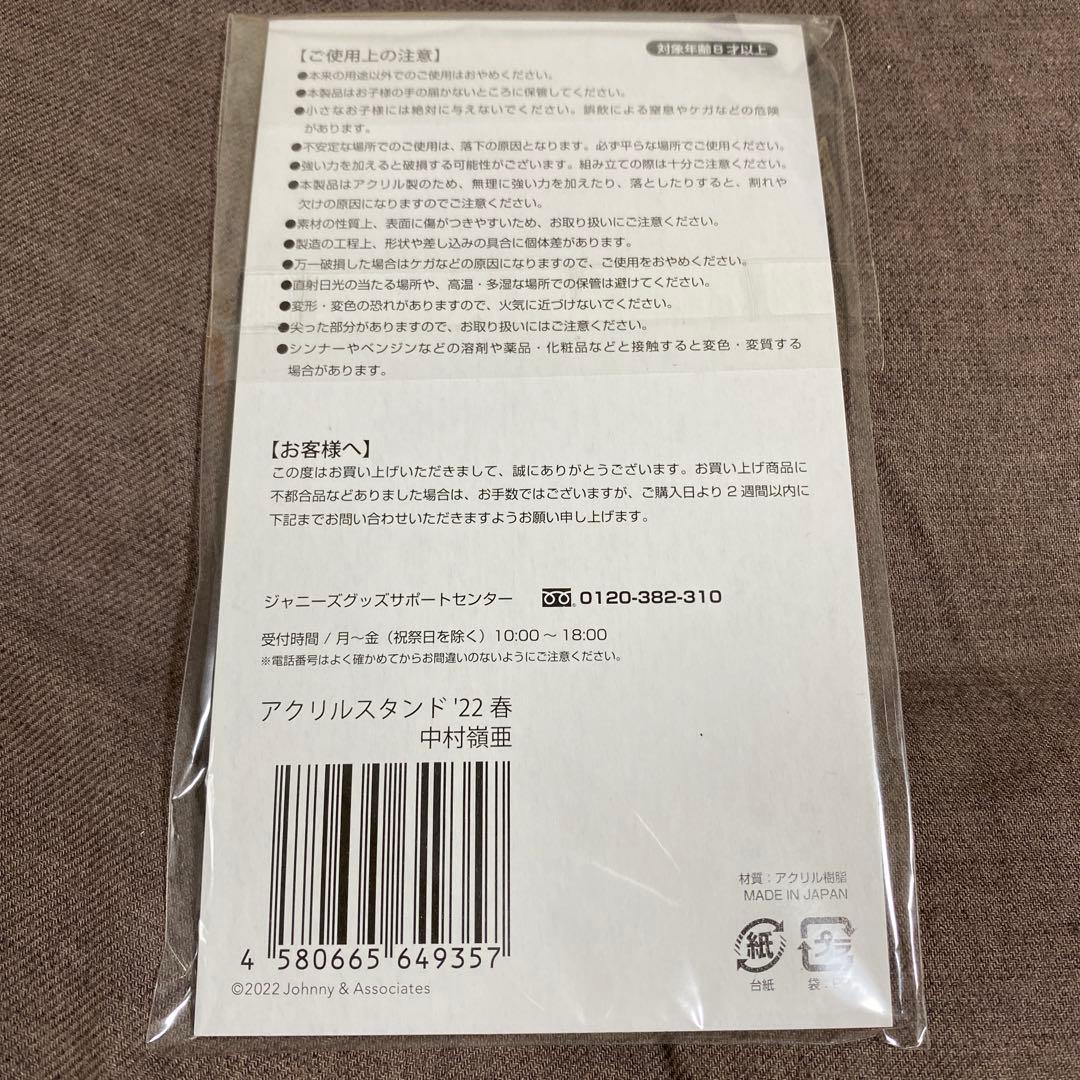 【ご使用上の注意】
対象年齢8才以上
●本来の用途以外でのご使用はおやめください。
●本製品はお子様の手の届かないところに保管してください。
●小さなお子様には絶対に与えないでください。誤飲による窒息やケガなどの危険
があります。
●不安定な場所でのご使用は、落下の原因となります。必ず平らな場所でご使用ください。
●強い力を加えると破損する可能性がございます。組み立ての際は十分ご注意ください。
●本製品はアクリル製のため、無理に強い力を加えたり、落としたりすると、割れや
欠けの原因になりますのでご注意ください。
●素材の性質上、表面に傷がつきやすいため、お取り扱いにご注意ください。
●製造の工程上、形状や差し込みの具合に個体差があります。
●万一破損した場合はケガなどの原因になりますので、ご使用をおやめください。
●直射日光の当たる場所や、高温・多湿な場所での保管は避けてください。
●変形・変色の恐れがありますので、火気に近づけないでください。
●尖った部分がありますので、お取り扱いにはご注意ください。
●シンナーやベンジンなどの溶剤や薬品・化粧品などと接触すると変色・変質する
場合があります。
【お客様へ】
この度はお買い上げいただきまして、誠にありがとうございます。お買い上げ商品に
不都合品などありました場合は、お手数ではございますが、ご購入日より2週間以内に
下記までお問い合わせいただきますようお願い申し上げます。
ジャニーズグッズサポートセンター 0120-382-310
受付時間 / 月～金（祝祭日を除く）10:00～18:00
※電話番号はよく確かめてからお間違いのないようにご注意ください。
アクリルスタンド '22 春
中村嶺亜
4 580665 649357
©2022 Johnny & Associates
材質：アクリル樹脂
MADE IN JAPAN
紙
プラ
台紙
袋: